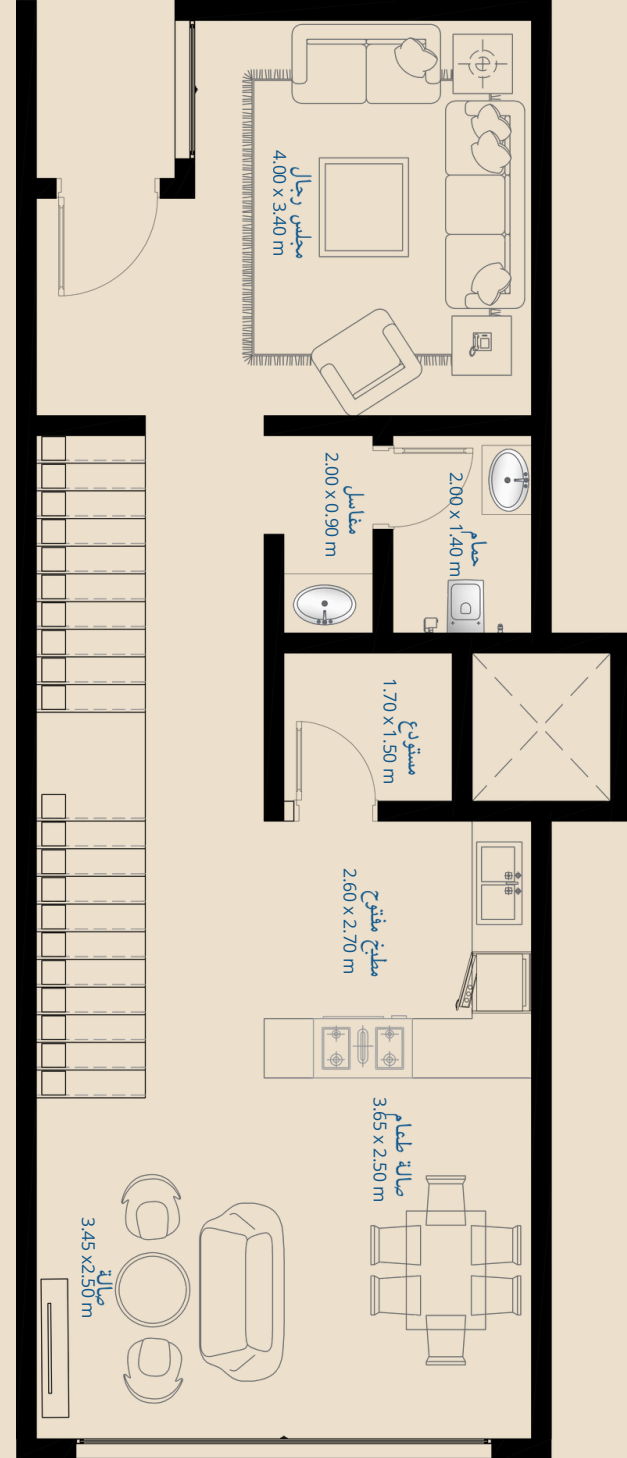 مجلس رجال
4.00 x 3.40 m
مغاسل
2.00 x 0.90 m
حمام
2.00 x 1.40 m
مستودع
1.70 x 1.50 m
مطبخ مفتوح
2.60 x 2.70 m
صالة طعام
3.65 x 2.50 m
صالة
3.45 x2.50 m